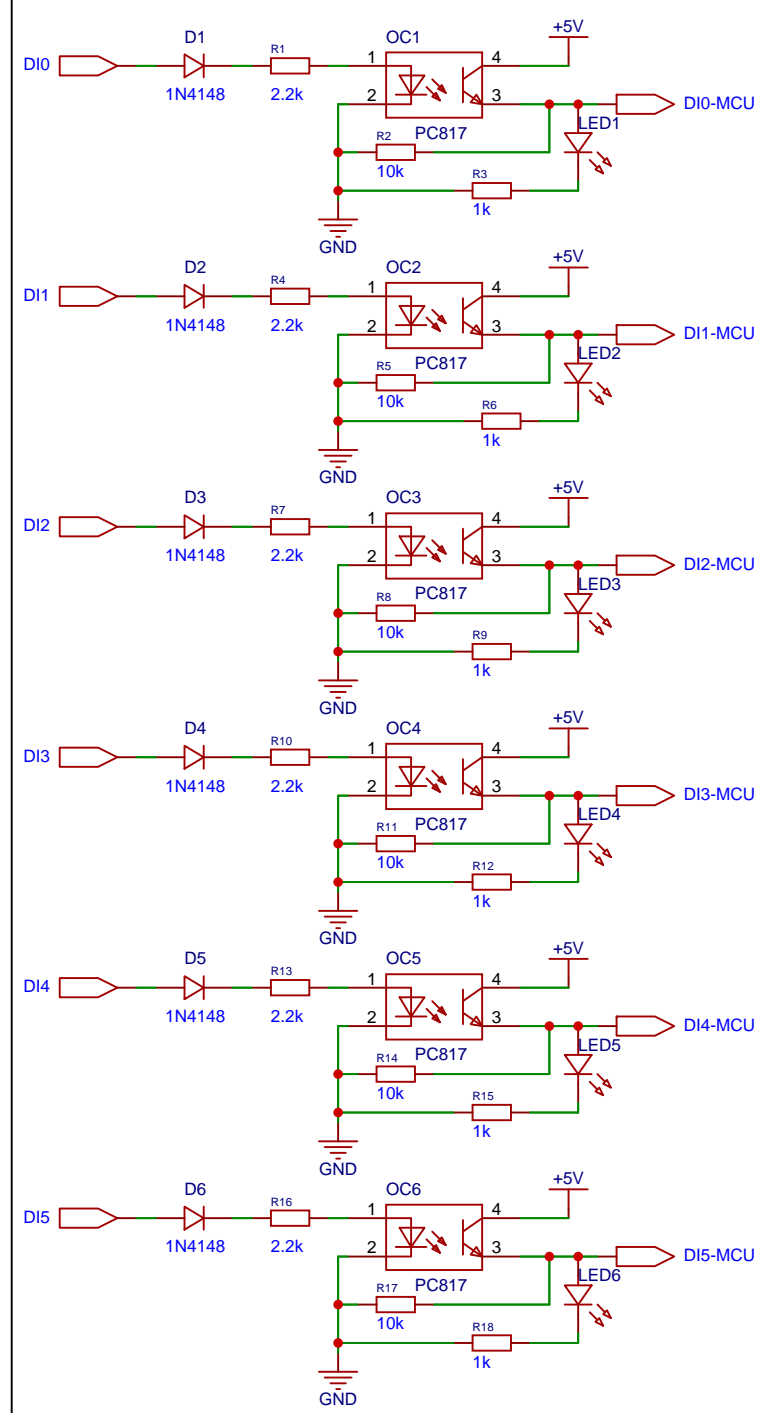 +5V
D1 R1 OC1
DI0 1 4
1N4148 2.2k 2 3 DI0-MCU
LED1
R2 PC817
10k R3
1k
GND
+5V
D2 R4 OC2
DI1 1 4
1N4148 2.2k 2 3 DI1-MCU
LED2
R5 PC817
10k R6
1k
GND
+5V
D3 R7 OC3
DI2 1 4
1N4148 2.2k 2 3 DI2-MCU
LED3
R8 PC817
10k R9
1k
GND
+5V
D4 R10 OC4
DI3 1 4
1N4148 2.2k 2 3 DI3-MCU
LED4
R11 PC817
10k R12
1k
GND
+5V
D5 R13 OC5
DI4 1 4
1N4148 2.2k 2 3 DI4-MCU
LED5
R14 PC817
10k R15
1k
GND
+5V
D6 R16 OC6
DI5 1 4
1N4148 2.2k 2 3 DI5-MCU
LED6
R17 PC817
10k R18
1k
GND